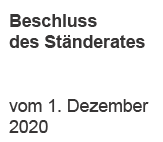 Beschluss
des Ständerates
vom 1. Dezember
2020